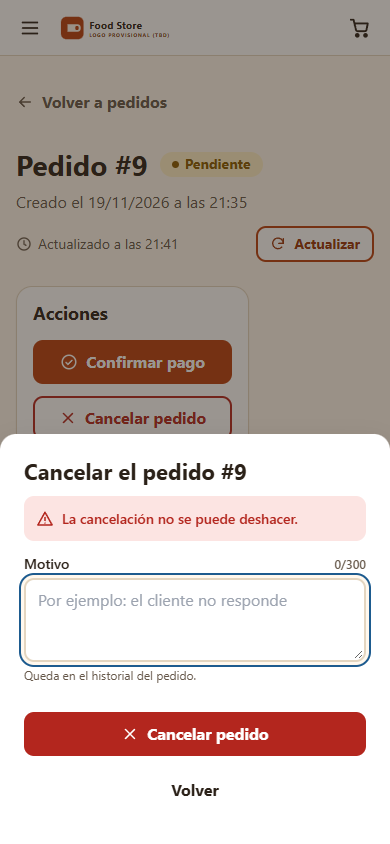 Food Store
LOGO PROVISIONAL (TBD)
Volver a pedidos
Pedido #9
Pendiente
Creado el 19/11/2026 a las 21:35
Actualizado a las 21:41
Actualizar
Acciones
Confirmar pago
Cancelar pedido
Cancelar el pedido #9
La cancelación no se puede deshacer.
Motivo
0/300
Por ejemplo: el cliente no responde
Queda en el historial del pedido.
Cancelar pedido
Volver